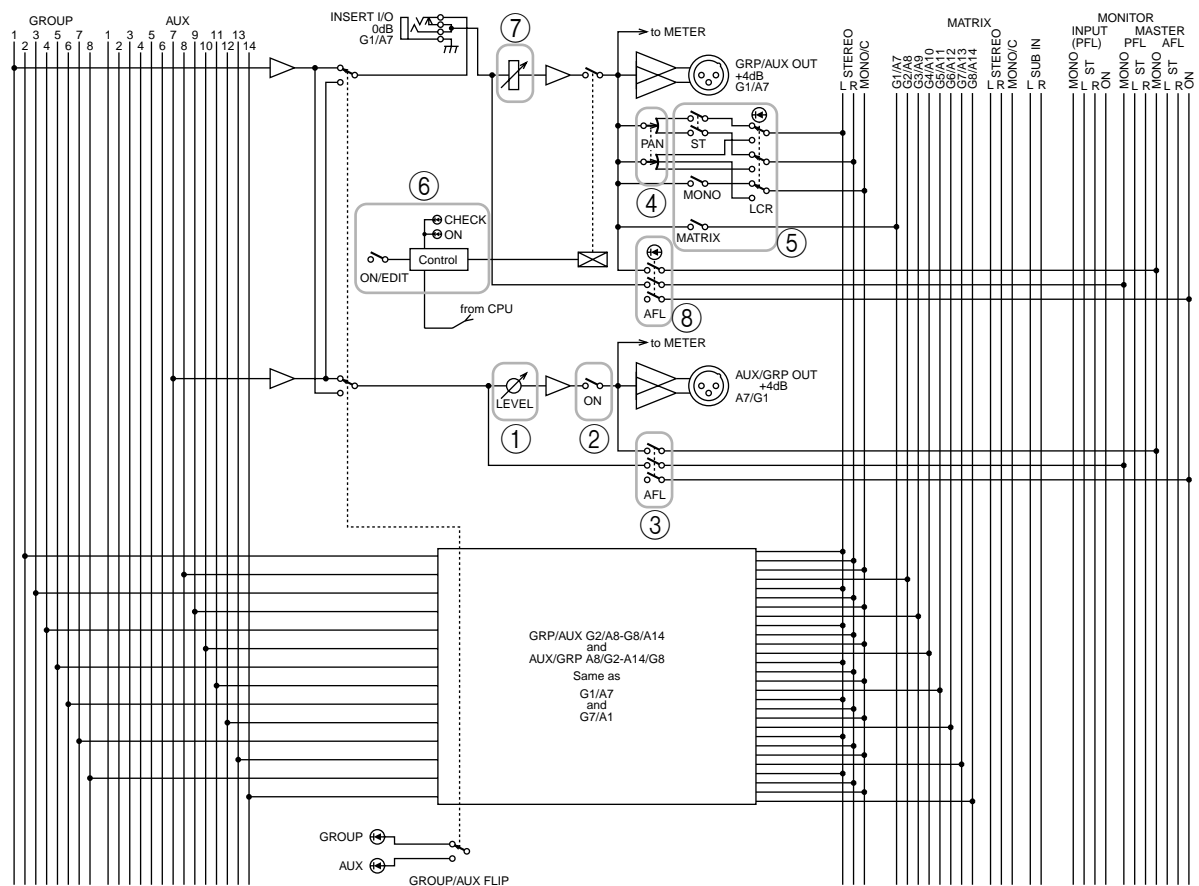 GROUP
AUX
1 2 3 4 5 6 7 8
1 2 3 4 5 6 7 8 9 10 11 12 13 14
INSERT I/O
0dB
G1/A7
7
to METER
GRP/AUX OUT
+4dB
G1/A7
PAN
ST
MONO
LCR
MATRIX
4
5
6
CHECK
ON
Control
ON/EDIT
from CPU
AFL
8
to METER
AUX/GRP OUT
+4dB
A7/G1
LEVEL
ON
1
2
AFL
3
GRP/AUX G2/A8-G8/A14
and
AUX/GRP A8/G2-A14/G8
Same as
G1/A7
and
G7/A1
GROUP
AUX
GROUP/AUX FLIP
L STEREO
R
MONO/C
MATRIX
G1/A7
G2/A8
G3/A9
G4/A10
G5/A11
G6/A12
G7/A13
G8/A14
L STEREO
R
MONO/C
L SUB IN
R
MONITOR
INPUT
(PFL)
MONO
L ST
R
ON
MASTER
PFL
MONO
L ST
R
AFL
MONO
L ST
R
ON